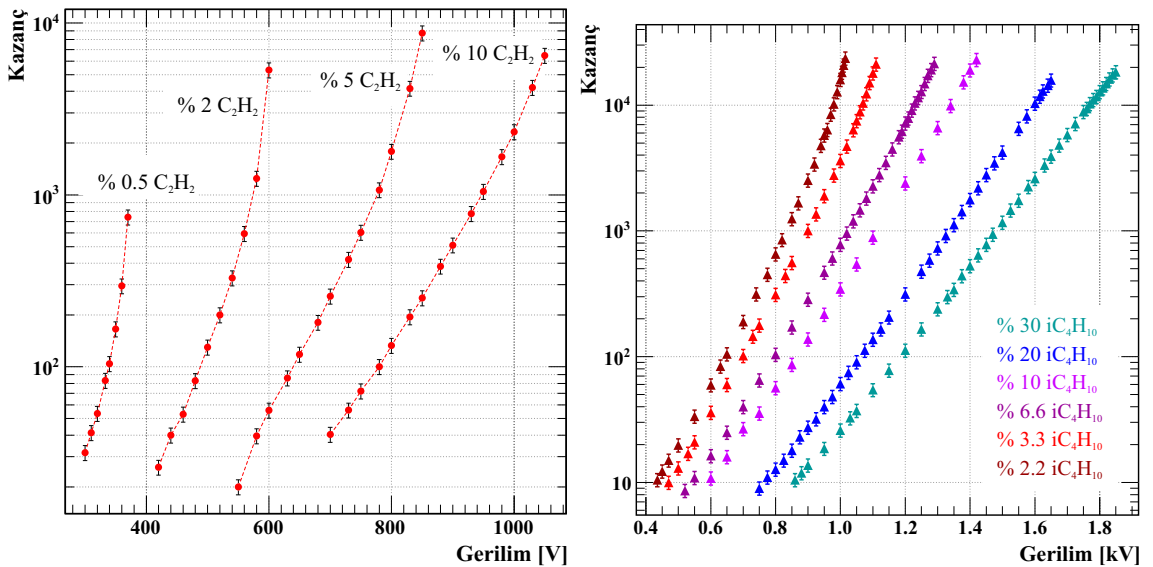 Kazanç
10⁴
10³
10²
% 0.5 C₂H₂
% 2 C₂H₂
% 5 C₂H₂
% 10 C₂H₂
400
600
800
1000
Gerilim [V]
Kazanç
10⁴
10³
10²
10
% 30 iC₄H₁₀
% 20 iC₄H₁₀
% 10 iC₄H₁₀
% 6.6 iC₄H₁₀
% 3.3 iC₄H₁₀
% 2.2 iC₄H₁₀
0.4
0.6
0.8
1.0
1.2
1.4
1.6
1.8
Gerilim [kV]